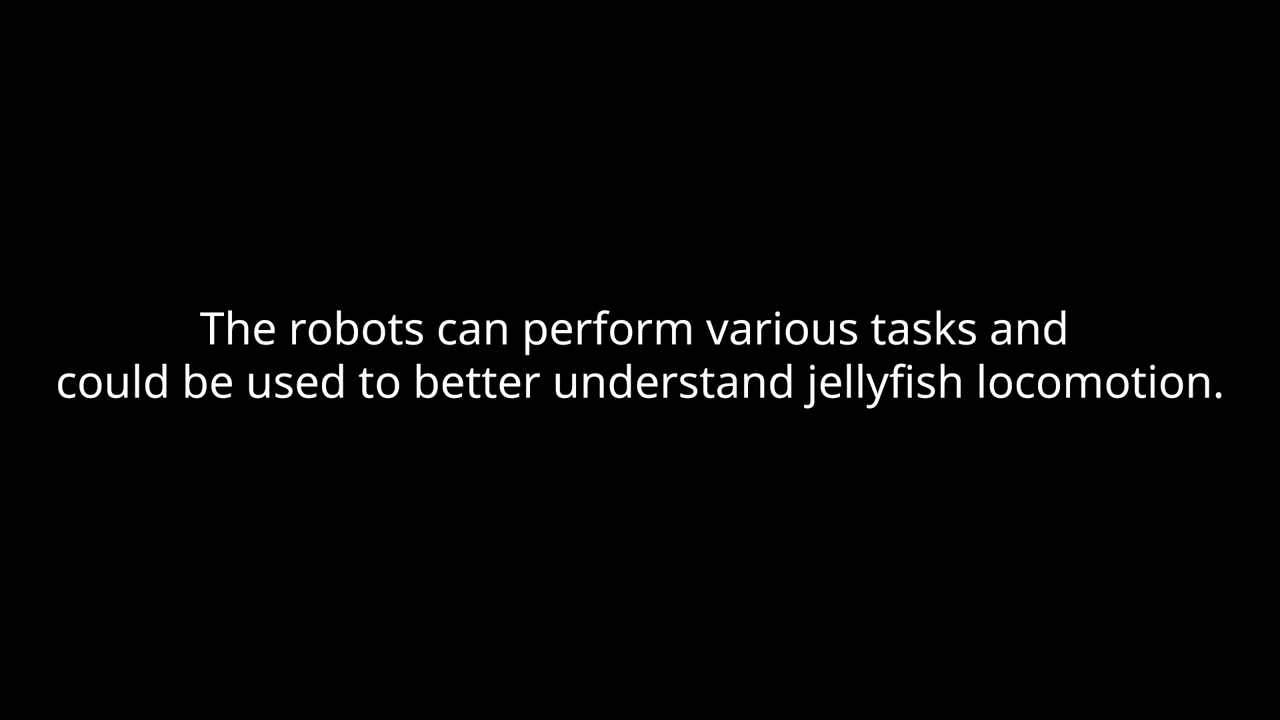 The robots can perform various tasks and
could be used to better understand jellyfish locomotion.